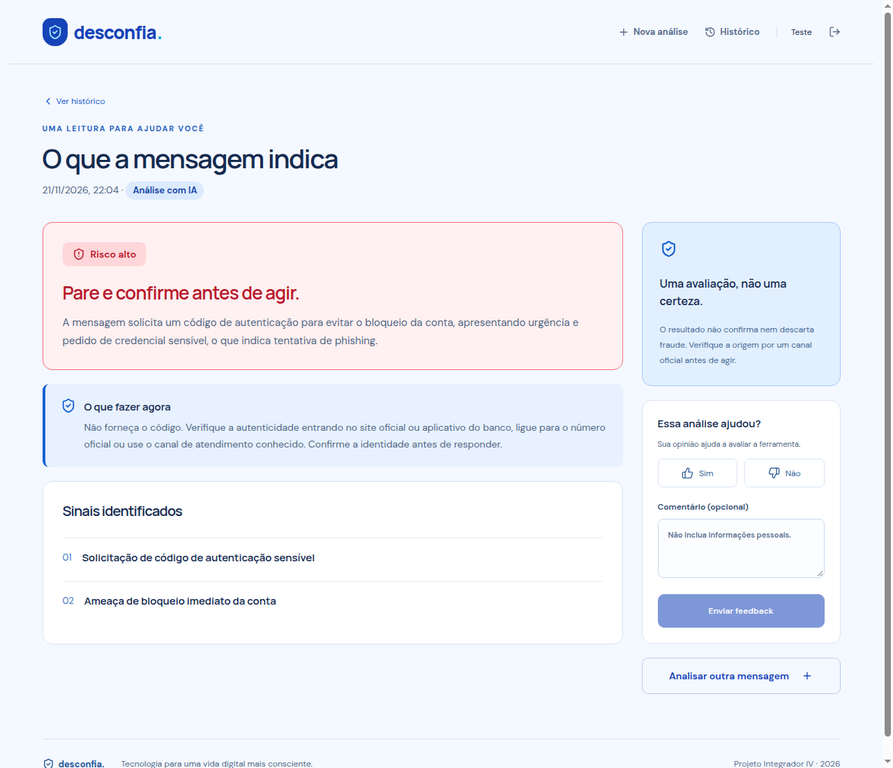 desconfia.
Nova análise
Histórico
Teste
Ver histórico
UMA LEITURA PARA AJUDAR VOCÊ
O que a mensagem indica
21/11/2026, 22:04 · Análise com IA
Risco alto
Pare e confirme antes de agir.
A mensagem solicita um código de autenticação para evitar o bloqueio da conta, apresentando urgência e
pedido de credencial sensível, o que indica tentativa de phishing.
O que fazer agora
Não forneça o código. Verifique a autenticidade entrando no site oficial ou aplicativo do banco, ligue para o número
oficial ou use o canal de atendimento conhecido. Confirme a identidade antes de responder.
Sinais identificados
01 Solicitação de código de autenticação sensível
02 Ameaça de bloqueio imediato da conta
Uma avaliação, não uma
certeza.
O resultado não confirma nem descarta
fraude. Verifique a origem por um canal
oficial antes de agir.
Essa análise ajudou?
Sua opinião ajuda a avaliar a ferramenta.
Sim
Não
Comentário (opcional)
Não inclua informações pessoais.
Enviar feedback
Analisar outra mensagem
desconfia.
Tecnologia para uma vida digital mais consciente.
Projeto Integrador IV · 2026